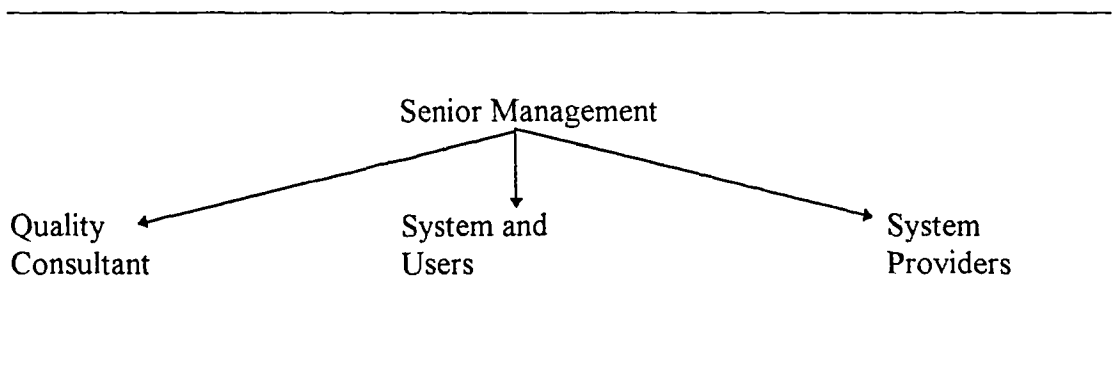 Senior Management
Quality
Consultant
System and
Users
System
Providers